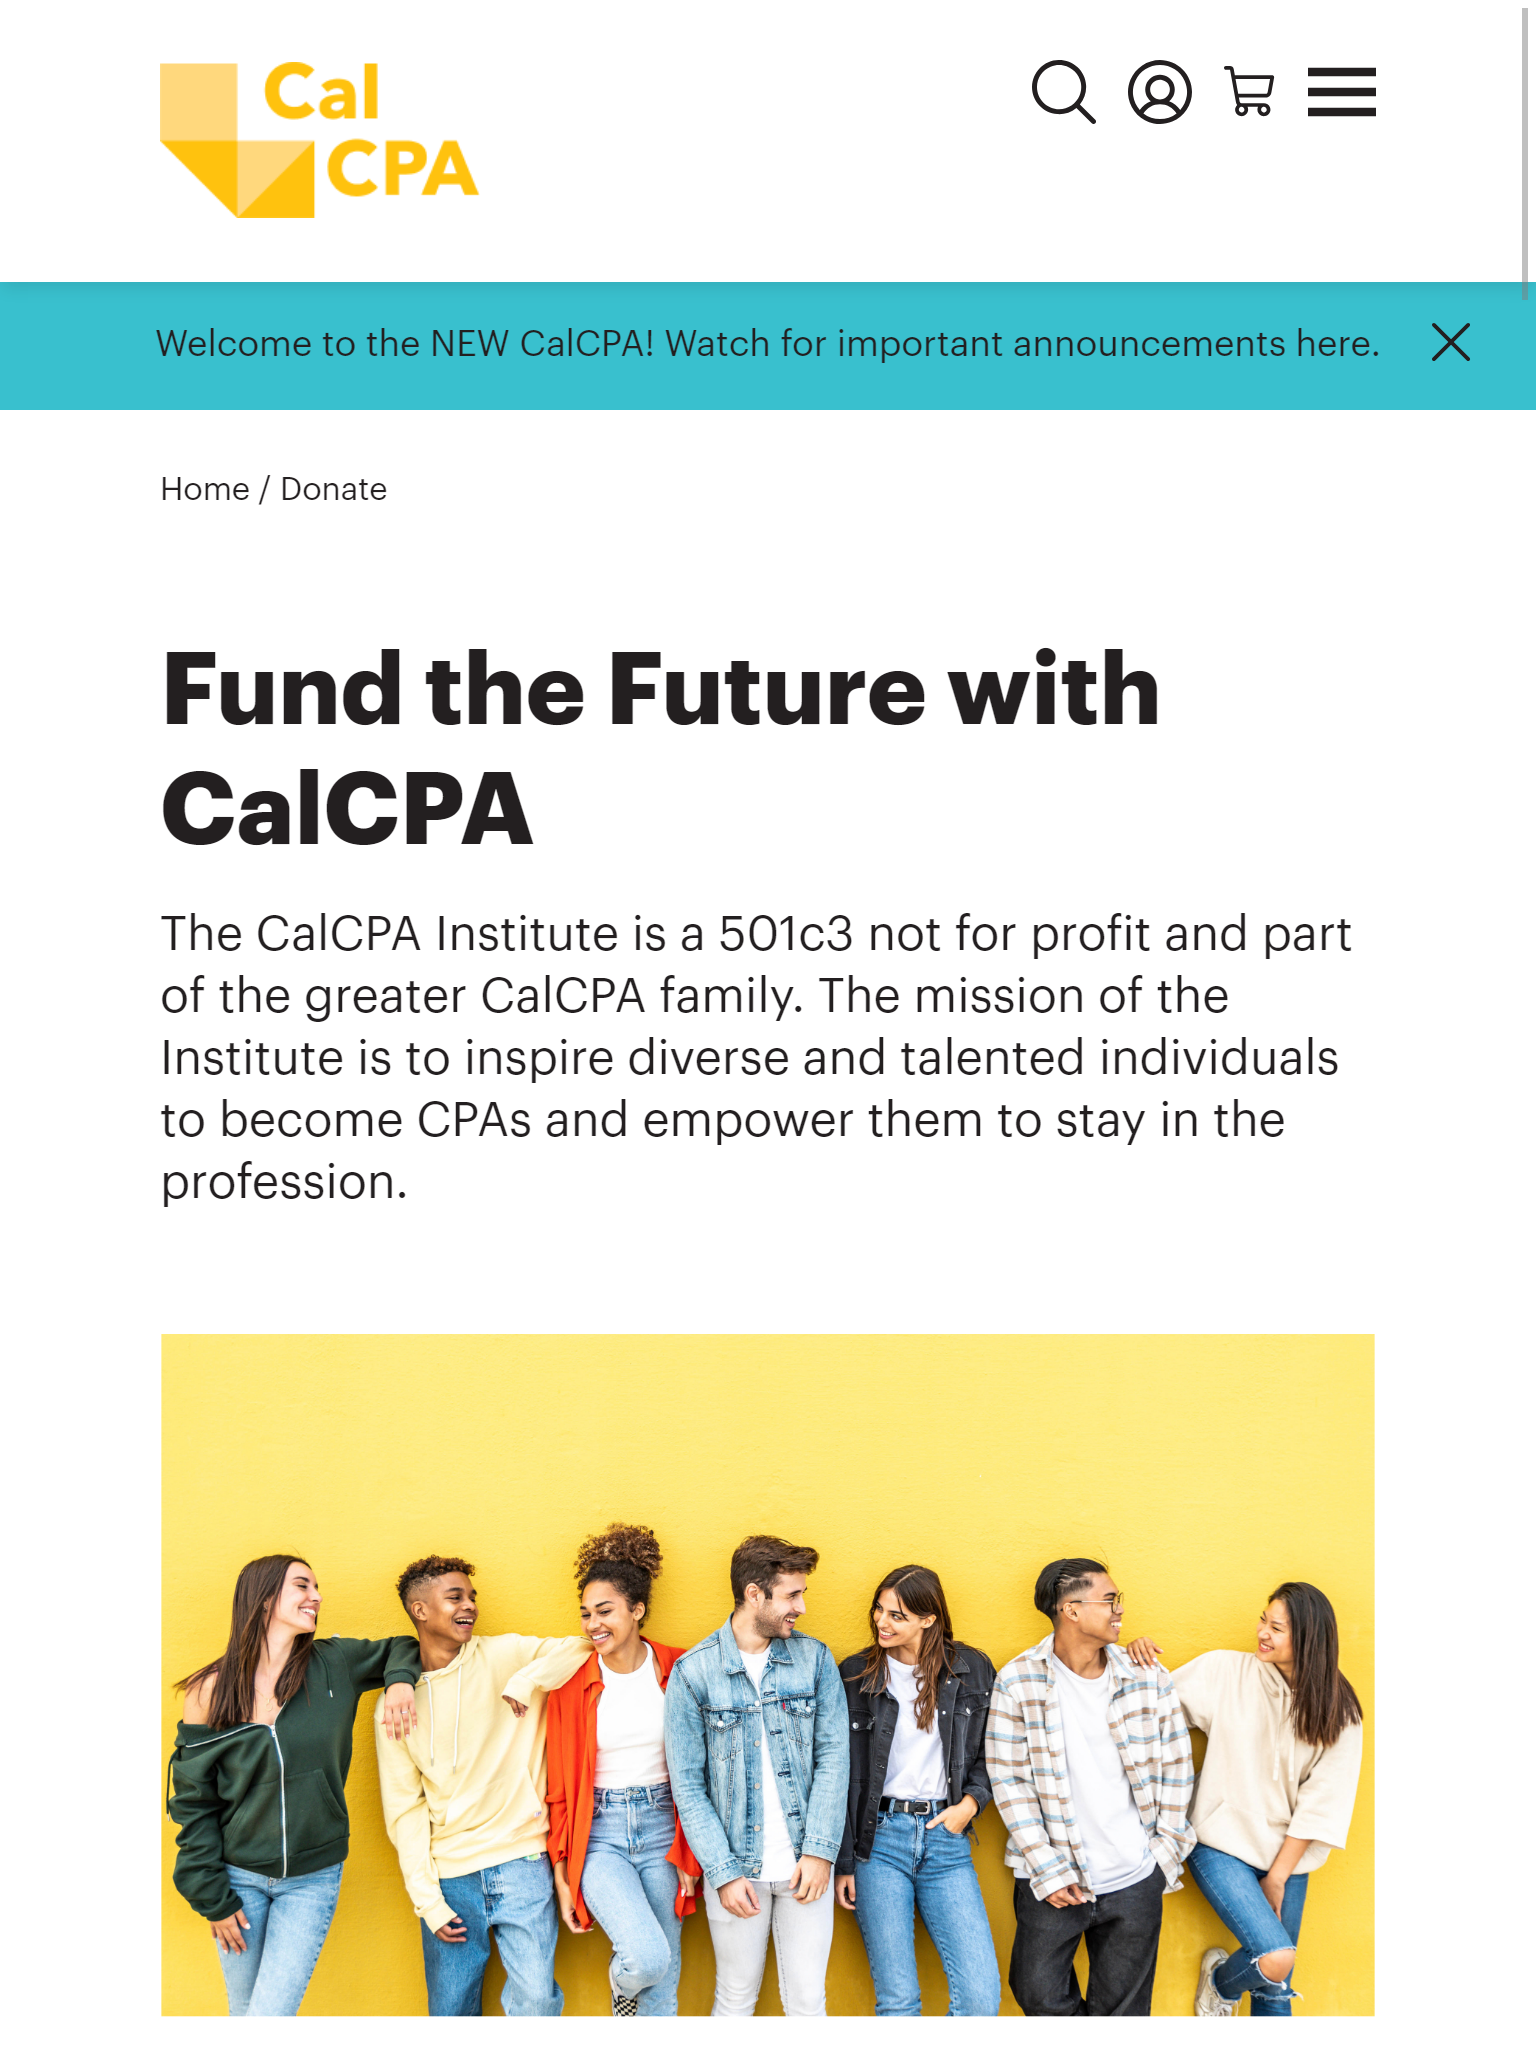 Cal
CPA
Welcome to the NEW CalCPA! Watch for important announcements here.
Home / Donate
Fund the Future with
CalCPA
The CalCPA Institute is a 501c3 not for profit and part
of the greater CalCPA family. The mission of the
Institute is to inspire diverse and talented individuals
to become CPAs and empower them to stay in the
profession.